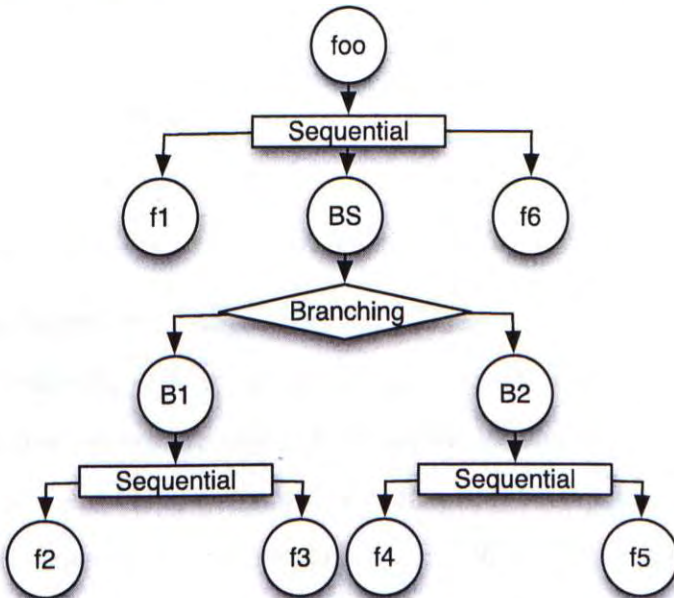 foo
Sequential
f1
BS
f6
Branching
B1
B2
Sequential
Sequential
f2
f3
f4
f5